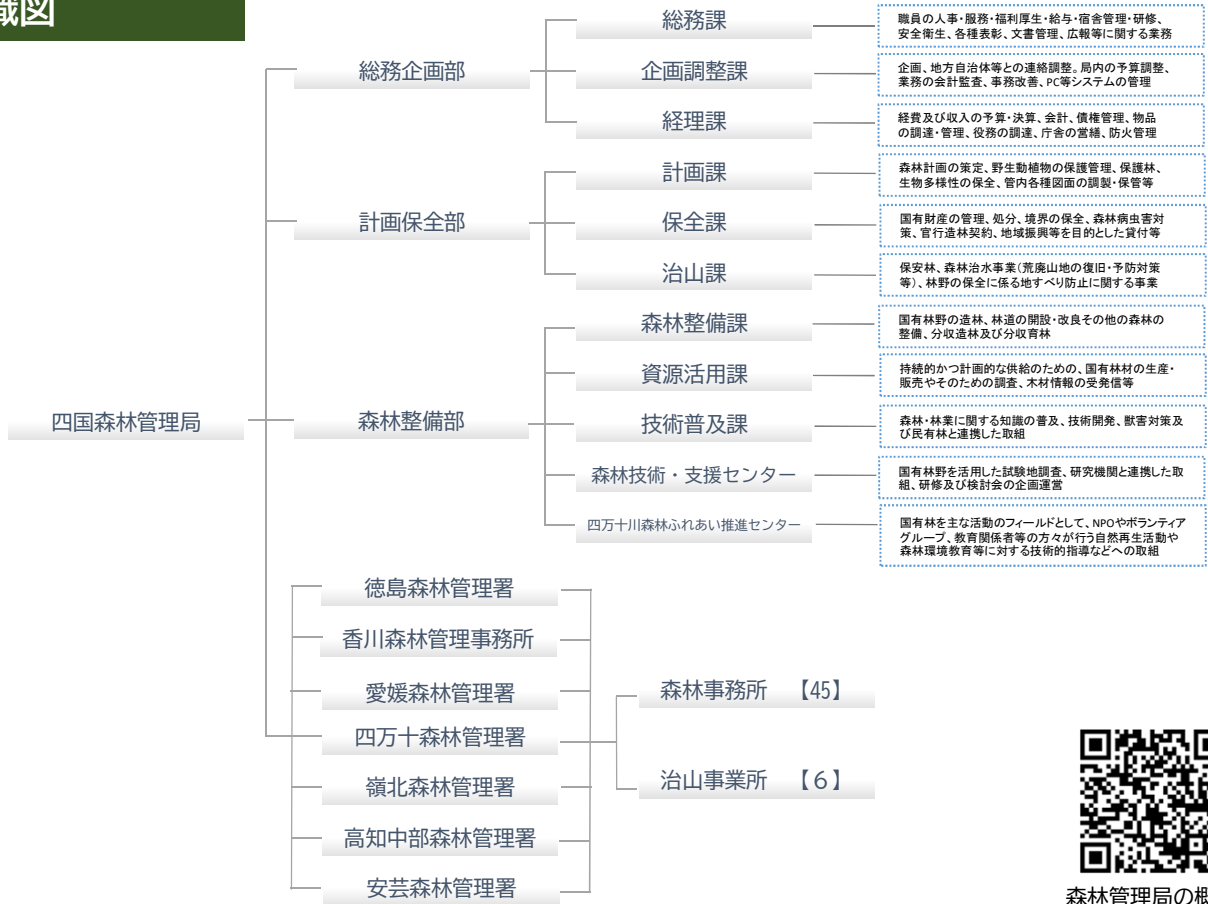 織図
総務課
職員の人事・服務・福利厚生・給与・宿舎管理・研修、
安全衛生、各種表彰、文書管理、広報等に関する業務
総務企画部
企画調整課
企画、地方自治体等との連絡調整。局内の予算調整、
業務の会計監査、事務改善、PC等システムの管理
経理課
経費及び収入の予算・決算、会計、債権管理、物品
の調達・管理、役務の調達、庁舎の営繕、防火管理
計画課
森林計画の策定、野生動植物の保護管理、保護林、
生物多様性の保全、管内各種図面の調製・保管等
計画保全部
保全課
国有財産の管理、処分、境界の保全、森林病虫害対
策、官行造林契約、地域振興等を目的とした貸付等
治山課
保安林、森林治水事業(荒廃山地の復旧・予防対策
等)、林野の保全に係る地すべり防止に関する事業
森林整備課
国有林野の造林、林道の開設・改良その他の森林の
整備、分収造林及び分収育林
資源活用課
持続的かつ計画的な供給のための、国有林材の生産・
販売やそのための調査、木材情報の受発信等
四国森林管理局
森林整備部
技術普及課
森林・林業に関する知識の普及、技術開発、獣害対策及
び民有林と連携した取組
森林技術・支援センター
国有林野を活用した試験地調査、研究機関と連携した取
組、研修及び検討会の企画運営
四万十川森林ふれあい推進センター
国有林を主な活動のフィールドとして、NPOやボランティア
グループ、教育関係者等の方々が行う自然再生活動や
森林環境教育等に対する技術的指導などへの取組
徳島森林管理署
香川森林管理事務所
愛媛森林管理署
四万十森林管理署
嶺北森林管理署
高知中部森林管理署
安芸森林管理署
森林事務所 【45】
治山事業所 【6】
森林管理局の概